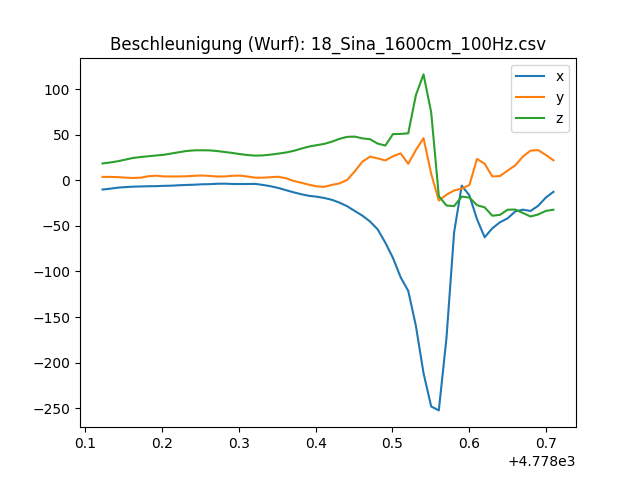 Beschleunigung (Wurf): 18_Sina_1600cm_100Hz.csv
x
y
z
100
50
0
−50
−100
−150
−200
−250
0.1 0.2 0.3 0.4 0.5 0.6 0.7
+4.778e3